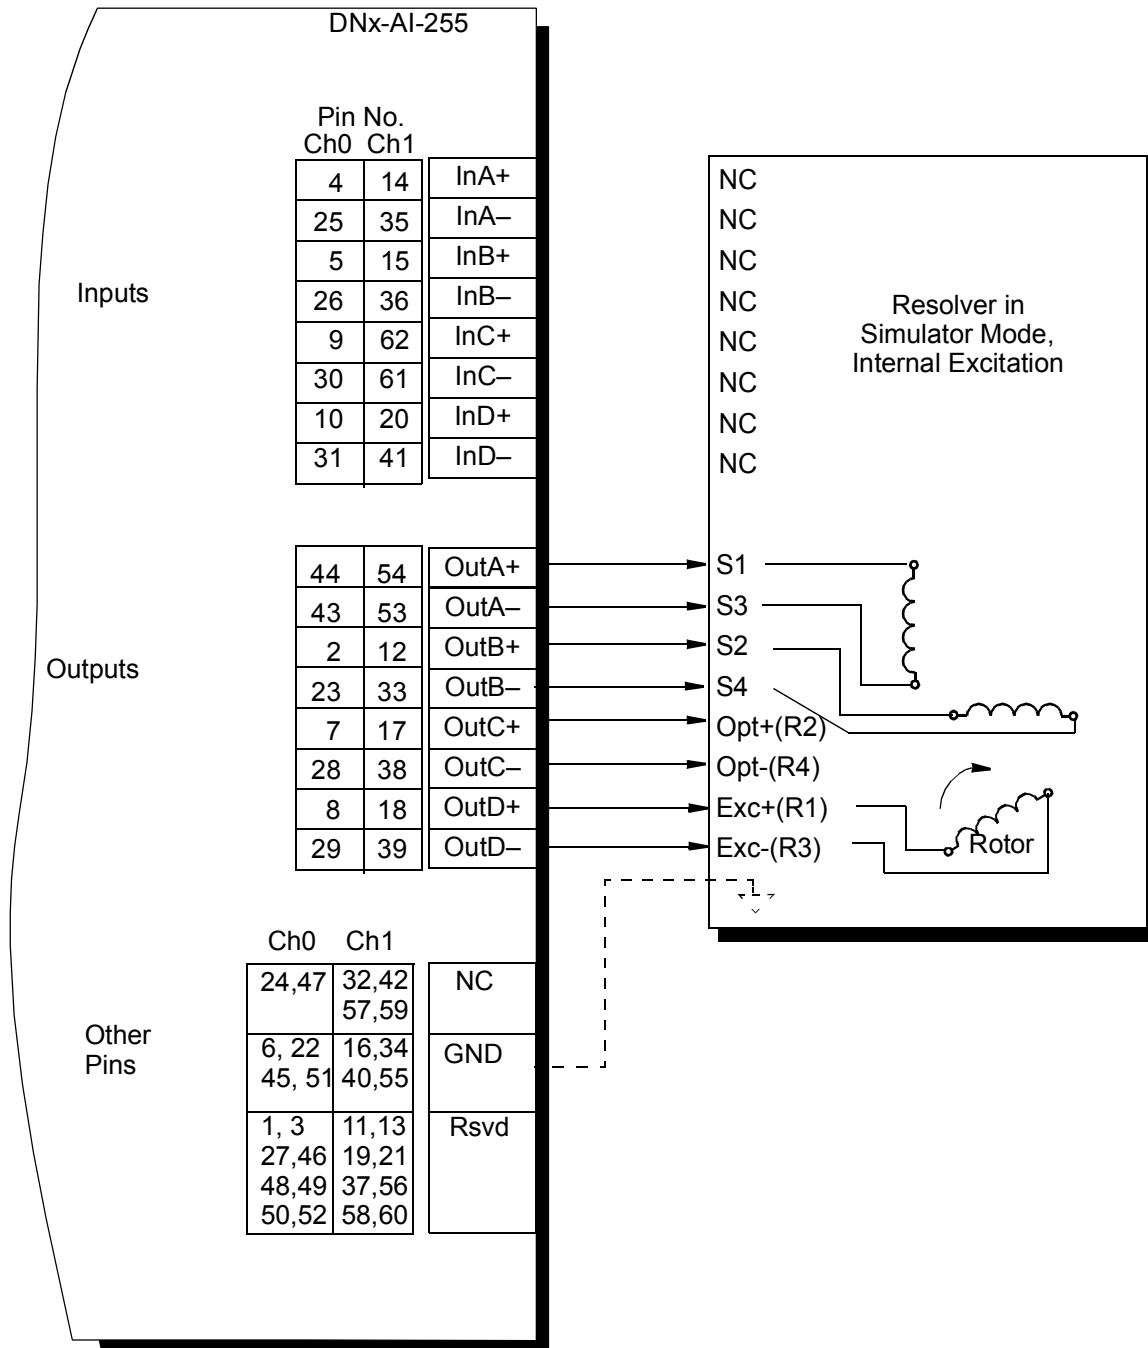 DNx-AI-255
Pin No.
Ch0 Ch1
4 14 InA+ NC
25 35 InA– NC
5 15 InB+ NC
Inputs
26 36 InB– NC
9 62 InC+ NC
30 61 InC– NC
10 20 InD+ NC
31 41 InD– NC
Resolver in
Simulator Mode,
Internal Excitation
44 54 OutA+ S1
43 53 OutA– S3
2 12 OutB+ S2
Outputs
23 33 OutB– S4
7 17 OutC+ Opt+(R2)
28 38 OutC– Opt-(R4)
8 18 OutD+ Exc+(R1)
29 39 OutD– Exc-(R3)
Rotor
Ch0 Ch1
24,47 32,42 NC
57,59
Other
Pins
6, 22 16,34 GND
45, 51 40,55
1, 3 11,13 Rsvd
27,46 19,21
48,49 37,56
50,52 58,60